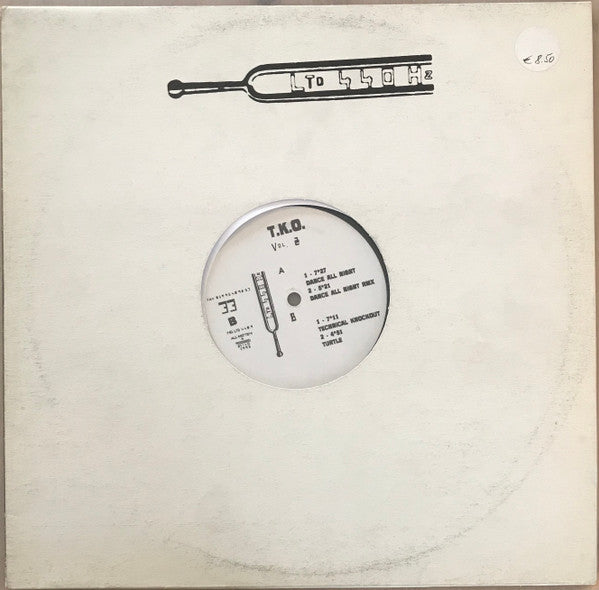 LTD 440 Hz
€ 8.50
T.K.O.
VOL. 2
A
1 - 7"27
DANCE ALL RIGHT
2 - 5"21
DANCE ALL RIGHT RMX
B
1 - 7"11
TECHNICAL KNOCKOUT
2 - 4"51
TURTLE
33
B